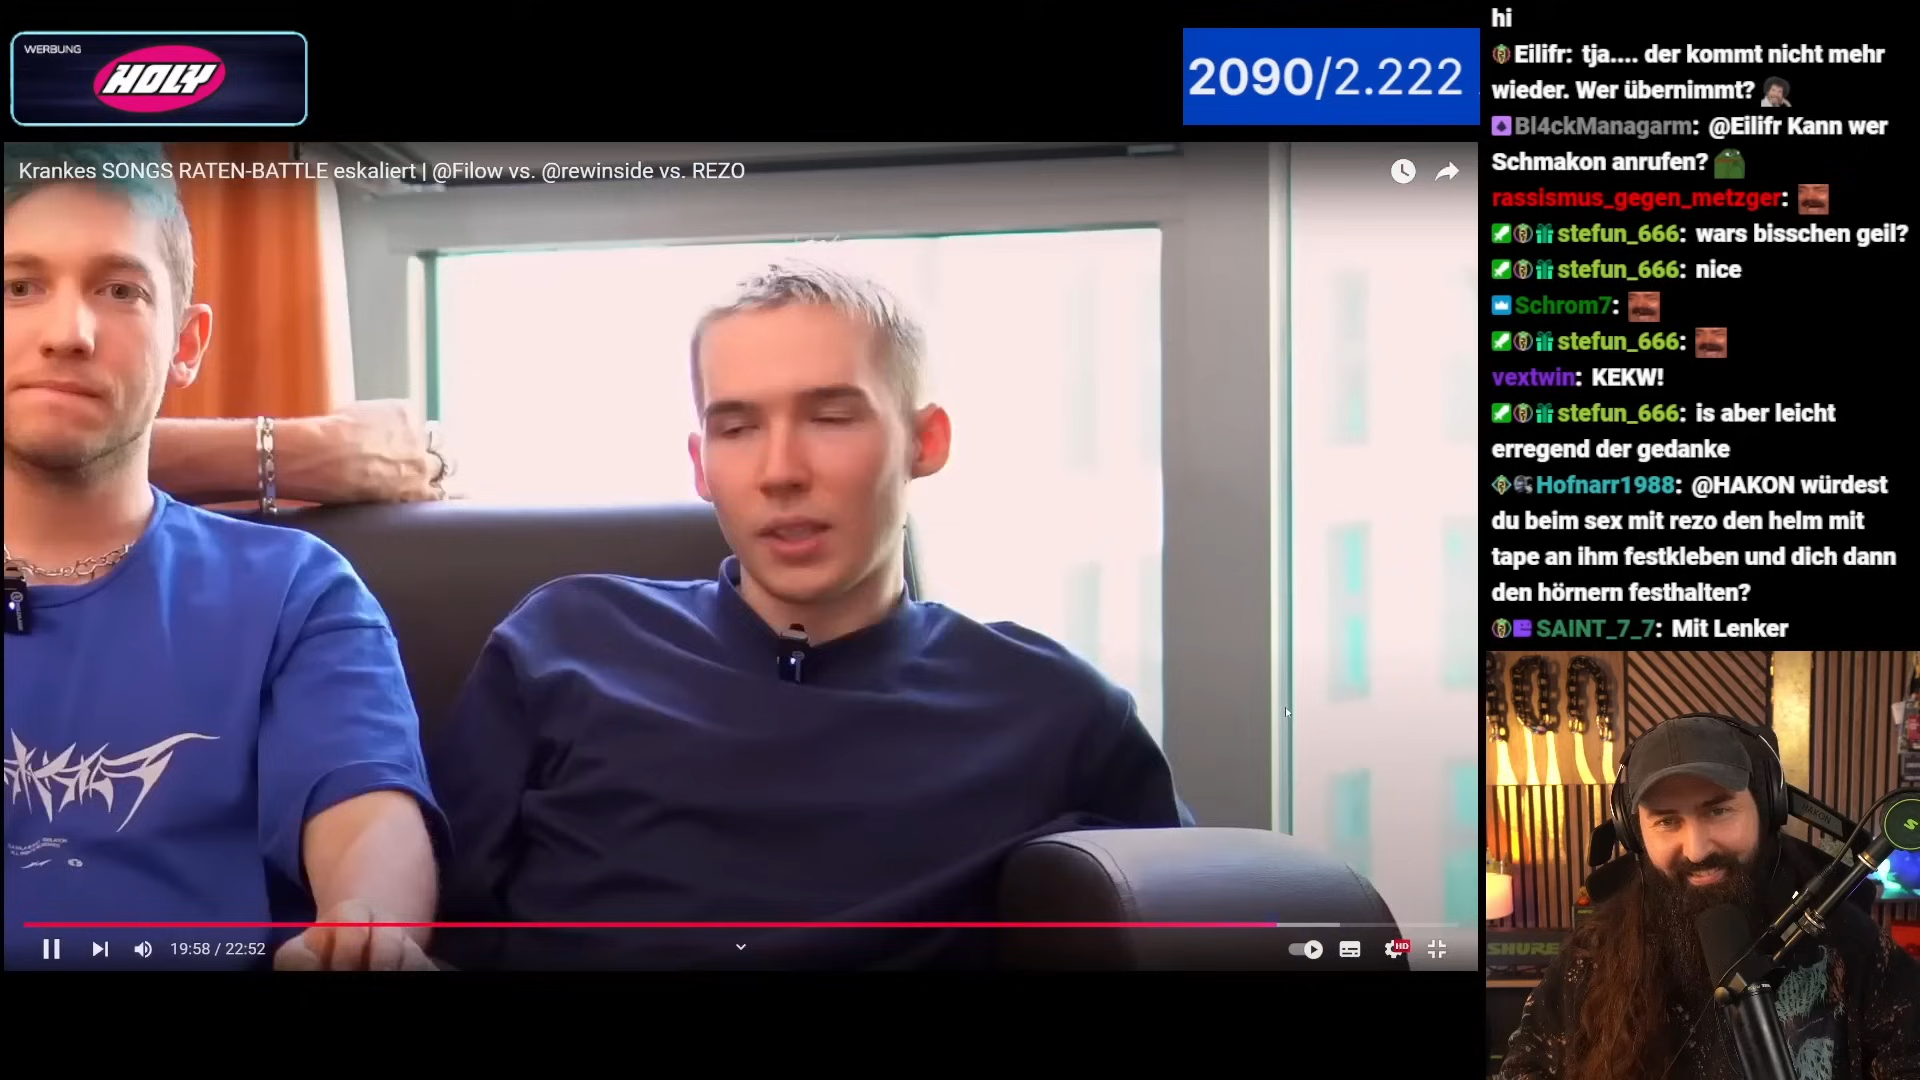 WERBUNG
HOLY
2090/2.222
Krankes SONGS RATEN-BATTLE eskaliert | @Filow vs. @rewinside vs. REZO
19:58 / 22:52
HD
hi
Eilifr: tja.... der kommt nicht mehr
wieder. Wer übernimmt?
Bl4ckManagarm: @Eilifr Kann wer
Schmakon anrufen?
rassismus_gegen_metzger:
stefun_666: wars bisschen geil?
stefun_666: nice
Schrom7:
stefun_666:
vextwin: KEKW!
stefun_666: is aber leicht
erregend der gedanke
Hofnarr1988: @HAKON würdest
du beim sex mit rezo den helm mit
tape an ihm festkleben und dich dann
den hörnern festhalten?
SAINT_7_7: Mit Lenker
HAKON
SHURE